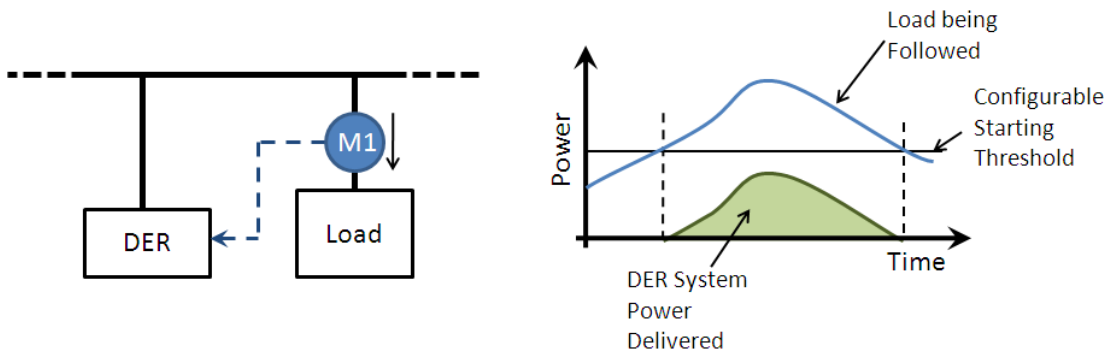 M1
DER
Load
Load being
Followed
Configurable
Starting
Threshold
Power
Time
DER System
Power
Delivered